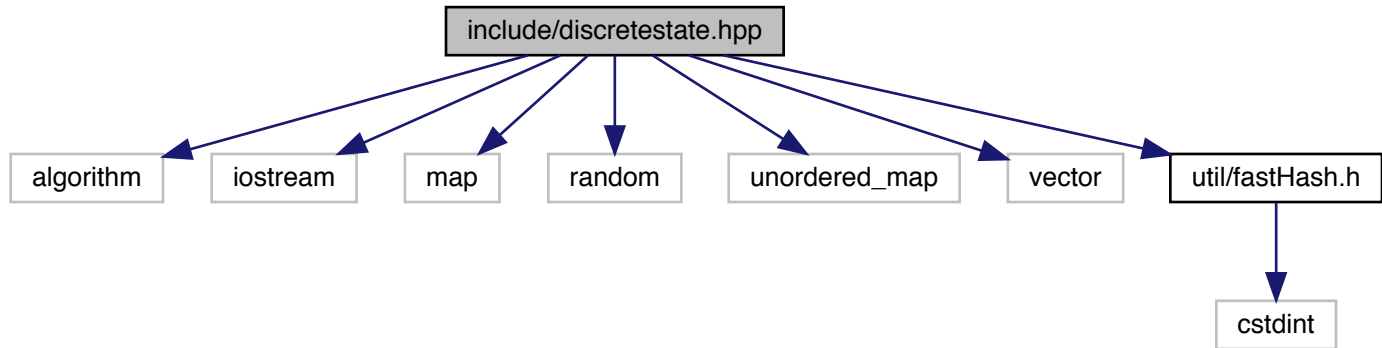 include/discretestate.hpp
algorithm
iostream
map
random
unordered_map
vector
util/fastHash.h
cstdint